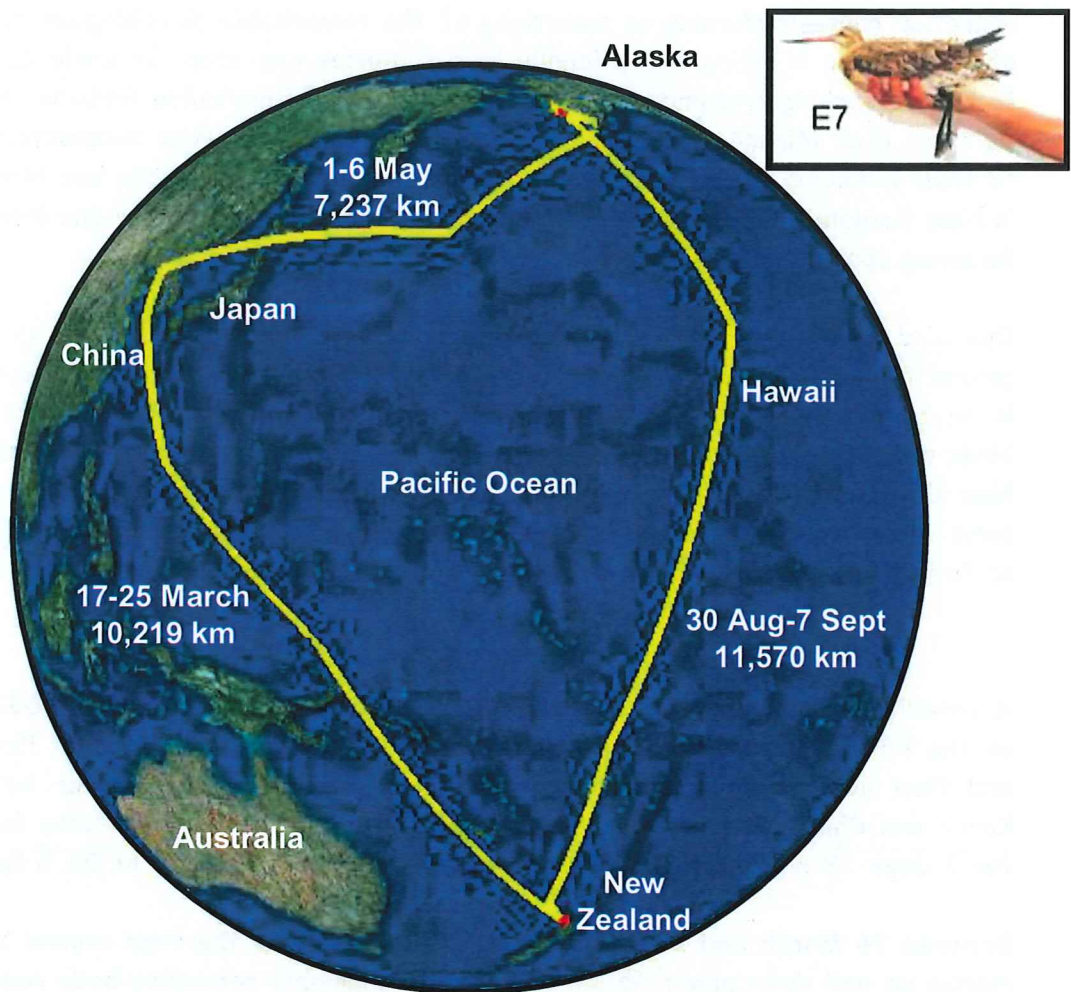 Alaska
E7
1-6 May
7,237 km
Japan
China
Hawaii
Pacific Ocean
17-25 March
10,219 km
30 Aug-7 Sept
11,570 km
Australia
New
Zealand